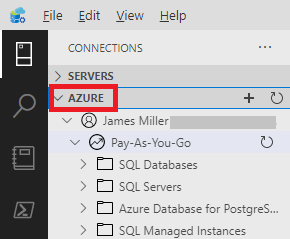 File Edit View Help
CONNECTIONS
SERVERS
AZURE
James Miller
Pay-As-You-Go
SQL Databases
SQL Servers
Azure Database for PostgreS...
SQL Managed Instances